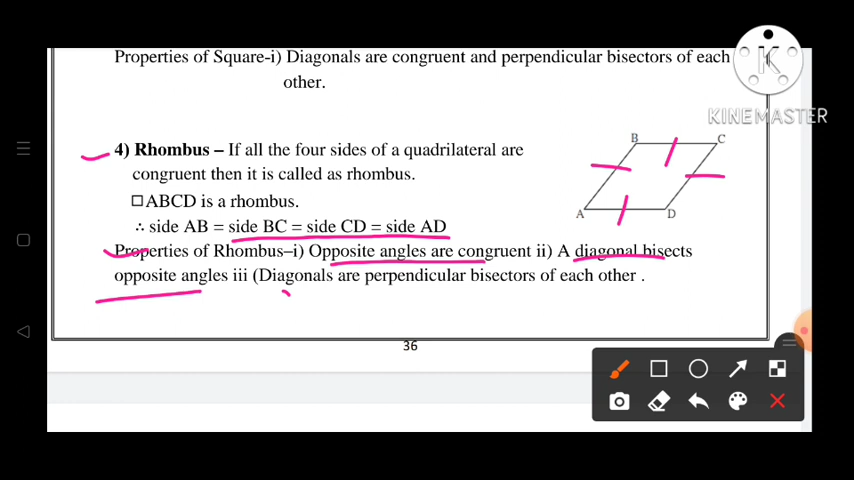 Properties of Square-i) Diagonals are congruent and perpendicular bisectors of each
other.
K
KINEMASTER
4) Rhombus – If all the four sides of a quadrilateral are
congruent then it is called as rhombus.
□ABCD is a rhombus.
∴ side AB = side BC = side CD = side AD
B
C
A
D
Properties of Rhombus–i) Opposite angles are congruent ii) A diagonal bisects
opposite angles iii (Diagonals are perpendicular bisectors of each other .
36